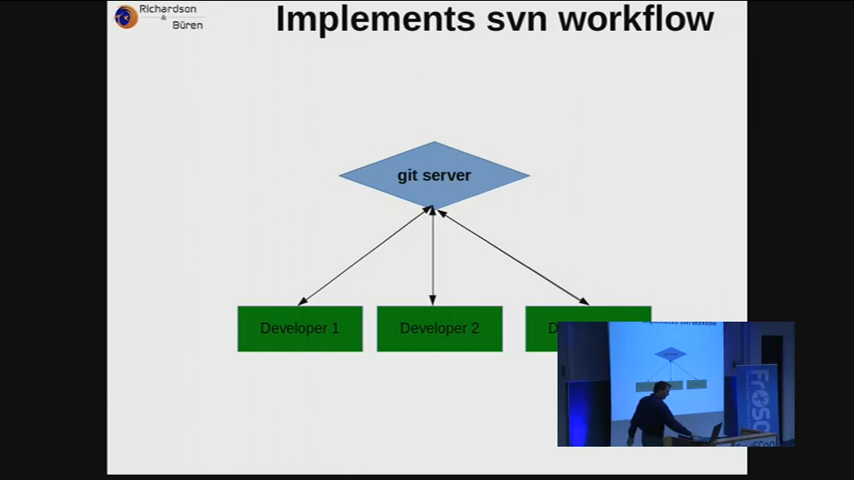 Richardson
&
Büren
Implements svn workflow
git server
Developer 1
Developer 2
D